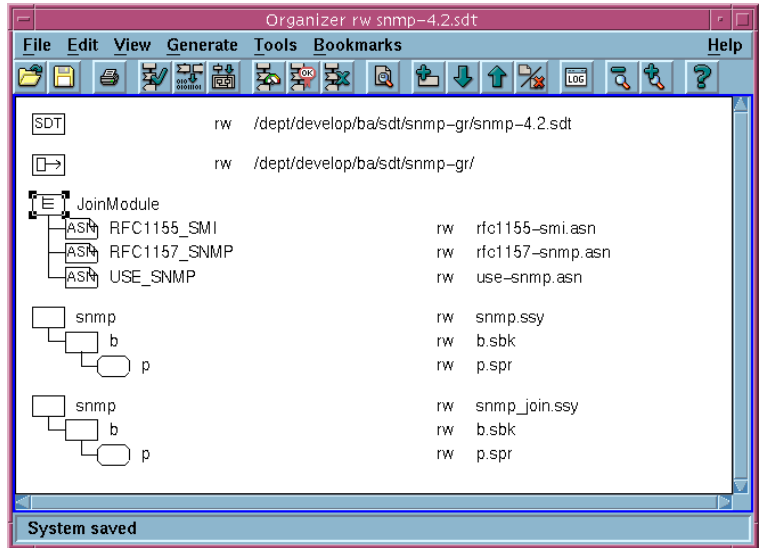 Organizer rw snmp-4.2.sdt
File Edit View Generate Tools Bookmarks Help
OK LOG ?
SDT rw /dept/develop/ba/sdt/snmp-gr/snmp-4.2.sdt
rw /dept/develop/ba/sdt/snmp-gr/
JoinModule
ASN RFC1155_SMI rw rfc1155-smi.asn
ASN RFC1157_SNMP rw rfc1157-snmp.asn
ASN USE_SNMP rw use-snmp.asn
snmp rw snmp.ssy
b rw b.sbk
p rw p.spr
snmp rw snmp_join.ssy
b rw b.sbk
p rw p.spr
System saved